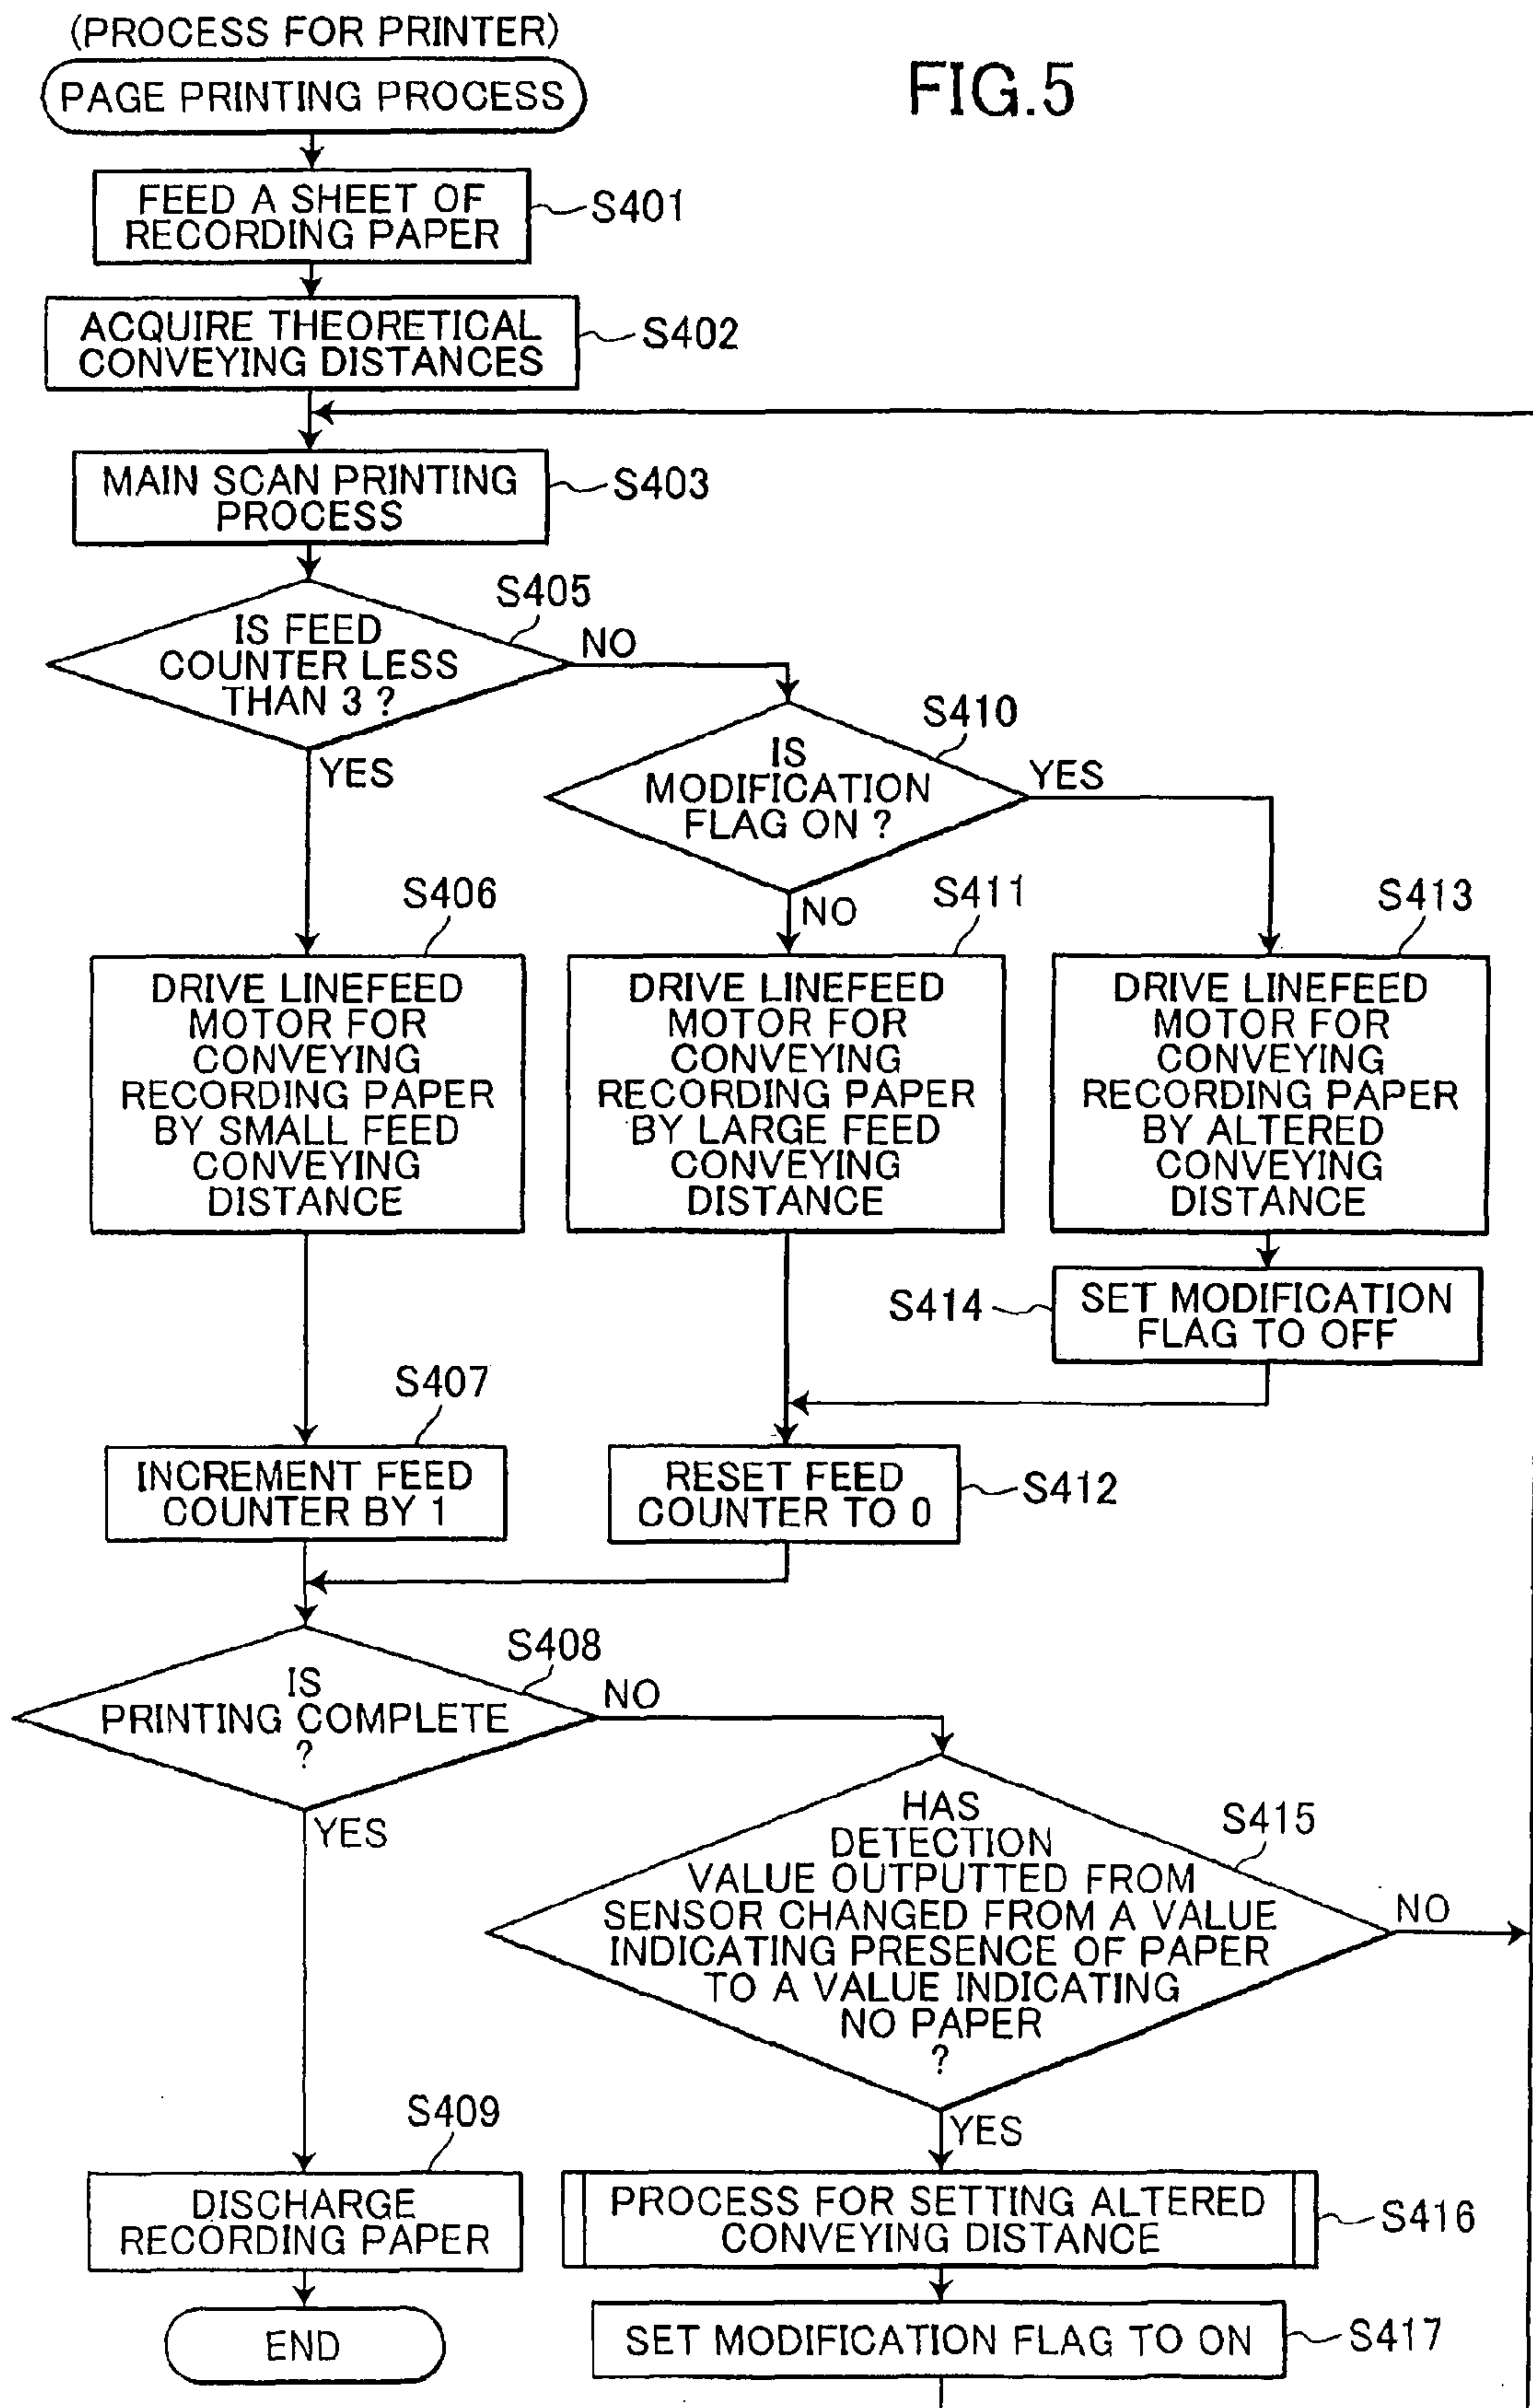 (PROCESS FOR PRINTER)
PAGE PRINTING PROCESS
FIG.5
FEED A SHEET OF
RECORDING PAPER
S401
ACQUIRE THEORETICAL
CONVEYING DISTANCES
S402
MAIN SCAN PRINTING
PROCESS
S403
S405
IS FEED
COUNTER LESS
THAN 3 ?
NO
YES
S410
IS
MODIFICATION
FLAG ON ?
YES
NO
S406
DRIVE LINEFEED
MOTOR FOR
CONVEYING
RECORDING PAPER
BY SMALL FEED
CONVEYING
DISTANCE
S411
DRIVE LINEFEED
MOTOR FOR
CONVEYING
RECORDING PAPER
BY LARGE FEED
CONVEYING
DISTANCE
S413
DRIVE LINEFEED
MOTOR FOR
CONVEYING
RECORDING PAPER
BY ALTERED
CONVEYING
DISTANCE
S414
SET MODIFICATION
FLAG TO OFF
S407
INCREMENT FEED
COUNTER BY 1
RESET FEED
COUNTER TO 0
S412
S408
IS
PRINTING COMPLETE
?
NO
YES
S415
HAS
DETECTION
VALUE OUTPUTTED FROM
SENSOR CHANGED FROM A VALUE
INDICATING PRESENCE OF PAPER
TO A VALUE INDICATING
NO PAPER
?
NO
YES
S409
DISCHARGE
RECORDING PAPER
PROCESS FOR SETTING ALTERED
CONVEYING DISTANCE
S416
END
SET MODIFICATION FLAG TO ON
S417